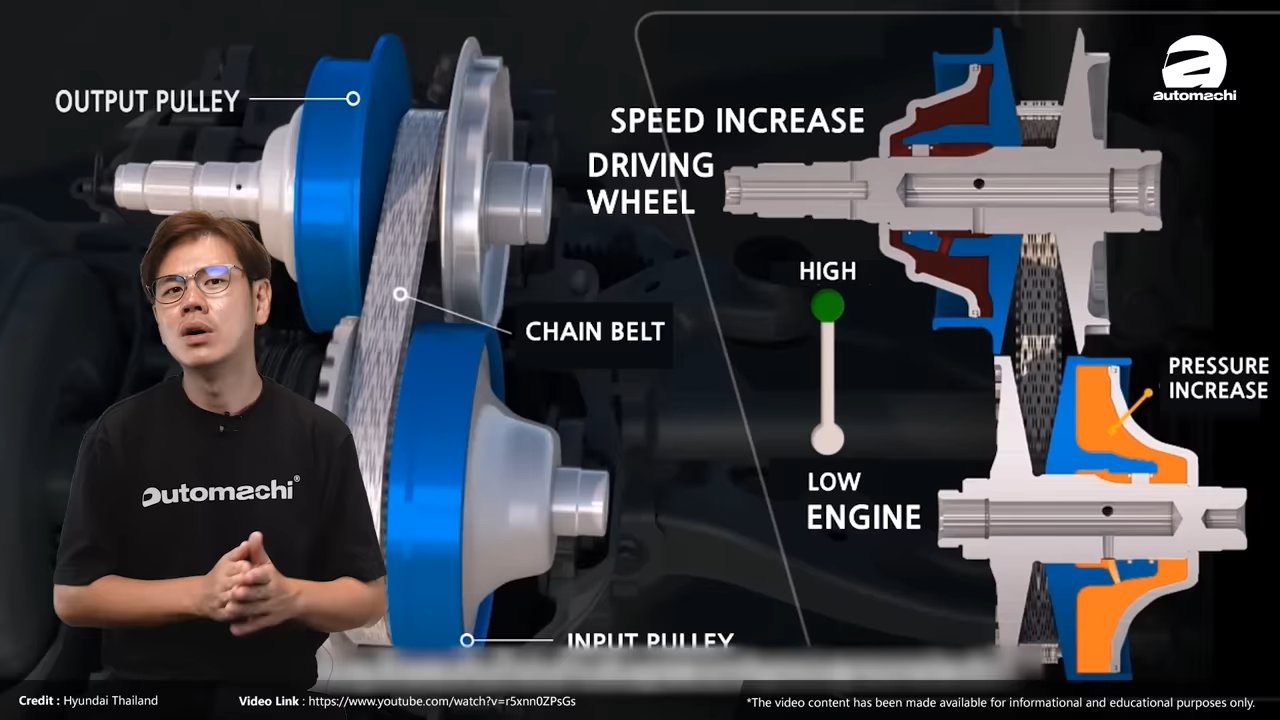 automachi
OUTPUT PULLEY
SPEED INCREASE
DRIVING
WHEEL
HIGH
CHAIN BELT
PRESSURE
INCREASE
LOW
ENGINE
automachi®
INPUT PULLEY
Credit : Hyundai Thailand
Video Link : https://www.youtube.com/watch?v=r5xnn0ZPsGs
*The video content has been made available for informational and educational purposes only.